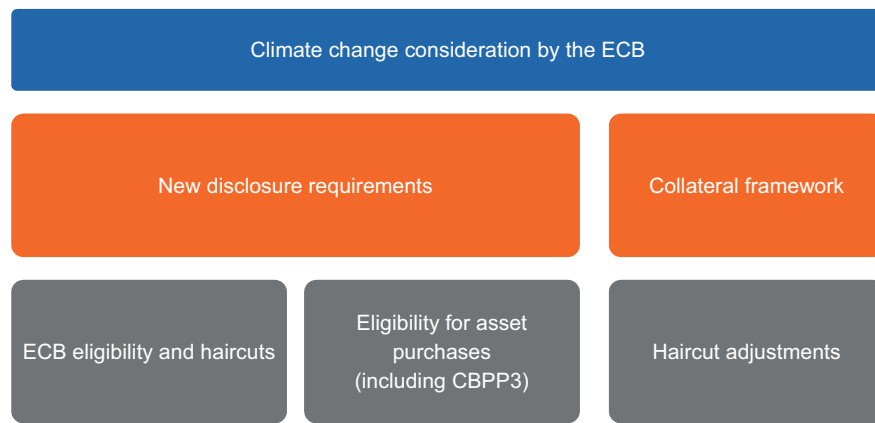 Climate change consideration by the ECB
New disclosure requirements
Collateral framework
ECB eligibility and haircuts
Eligibility for asset
purchases
(including CBPP3)
Haircut adjustments